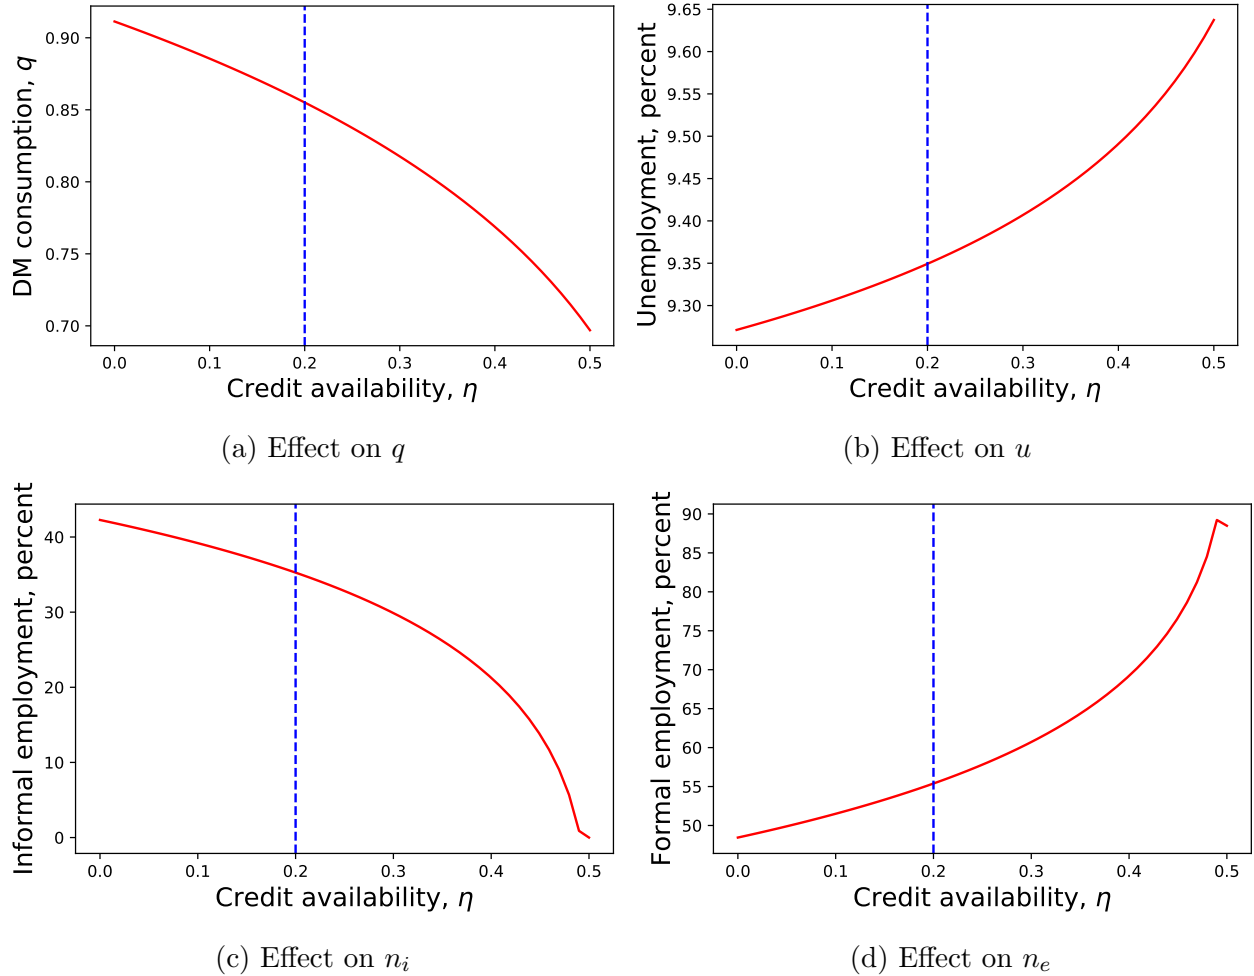 DM consumption, q
0.90
0.85
0.80
0.75
0.70
0.0 0.1 0.2 0.3 0.4 0.5
Credit availability, η
(a) Effect on q
Unemployment, percent
9.65
9.60
9.55
9.50
9.45
9.40
9.35
9.30
0.0 0.1 0.2 0.3 0.4 0.5
Credit availability, η
(b) Effect on u
Informal employment, percent
40
30
20
10
0
0.0 0.1 0.2 0.3 0.4 0.5
Credit availability, η
(c) Effect on nᵢ
Formal employment, percent
90
85
80
75
70
65
60
55
50
0.0 0.1 0.2 0.3 0.4 0.5
Credit availability, η
(d) Effect on nₑ